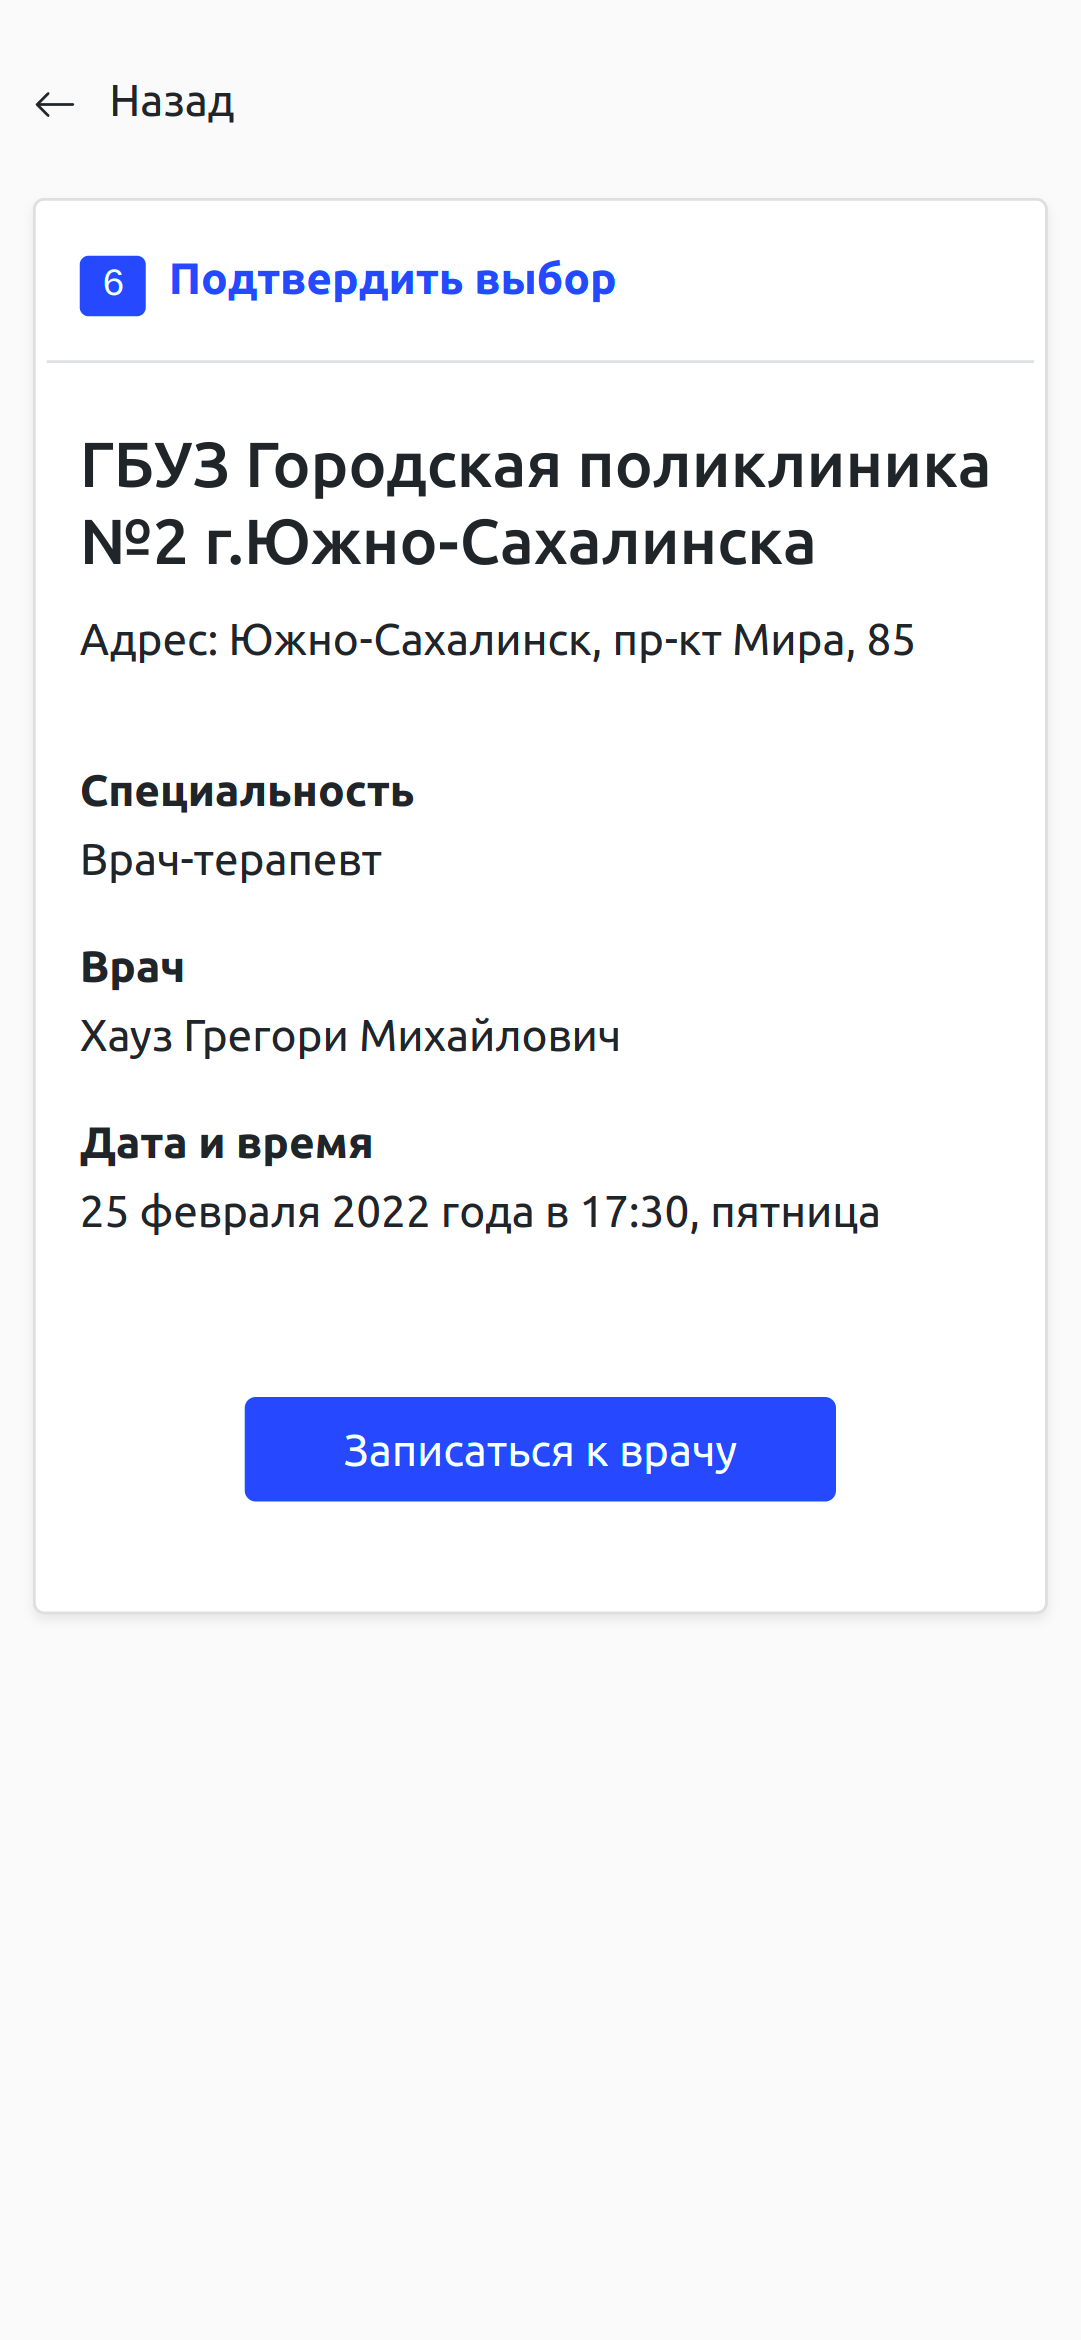 Назад
6 Подтвердить выбор
ГБУЗ Городская поликлиника
№2 г.Южно-Сахалинска
Адрес: Южно-Сахалинск, пр-кт Мира, 85
Специальность
Врач-терапевт
Врач
Хауз Грегори Михайлович
Дата и время
25 февраля 2022 года в 17:30, пятница
Записаться к врачу